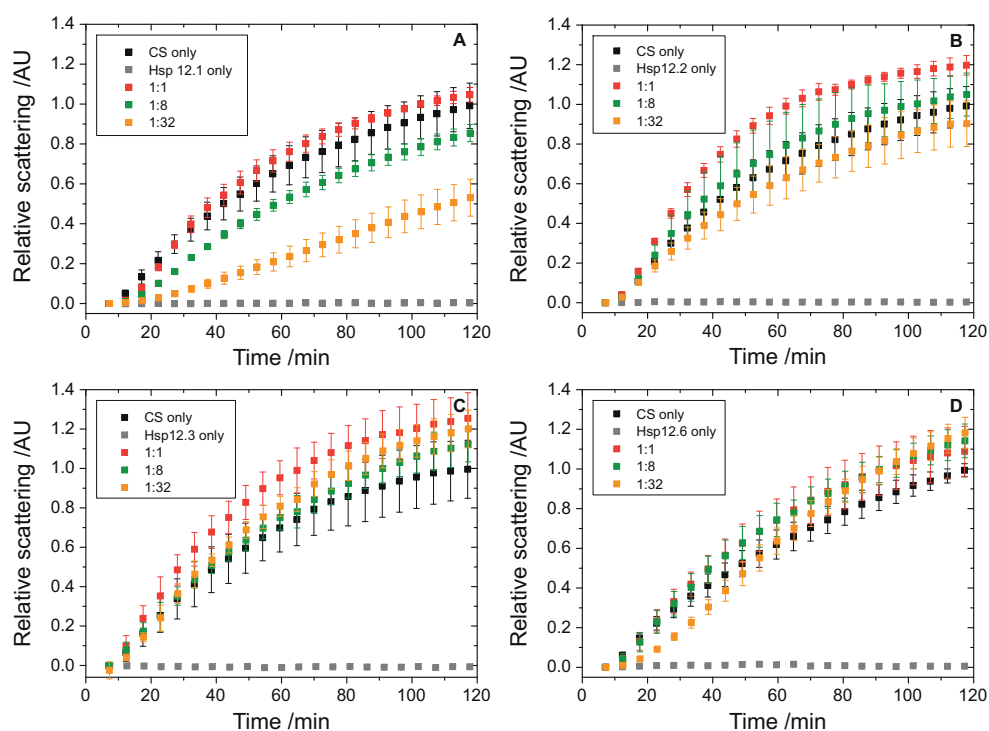 A
Relative scattering /AU
1.4
1.2
1.0
0.8
0.6
0.4
0.2
0.0
CS only
Hsp 12.1 only
1:1
1:8
1:32
0 20 40 60 80 100 120
Time /min
B
Relative scattering /AU
1.4
1.2
1.0
0.8
0.6
0.4
0.2
0.0
CS only
Hsp12.2 only
1:1
1:8
1:32
0 20 40 60 80 100 120
Time /min
C
Relative scattering /AU
1.4
1.2
1.0
0.8
0.6
0.4
0.2
0.0
CS only
Hsp12.3 only
1:1
1:8
1:32
0 20 40 60 80 100 120
Time /min
D
Relative scattering /AU
1.4
1.2
1.0
0.8
0.6
0.4
0.2
0.0
CS only
Hsp12.6 only
1:1
1:8
1:32
0 20 40 60 80 100 120
Time /min